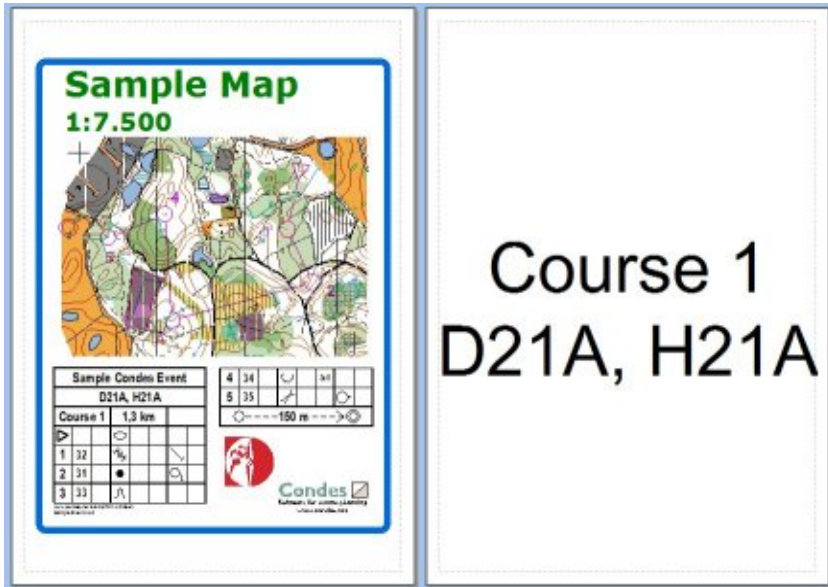 Sample Map
1:7.500
Sample Condes Event
D21A, H21A
Course 1 1,3 km
1 32
2 31
3 33
4 34
5 35
150 m
Condes
Course 1
D21A, H21A